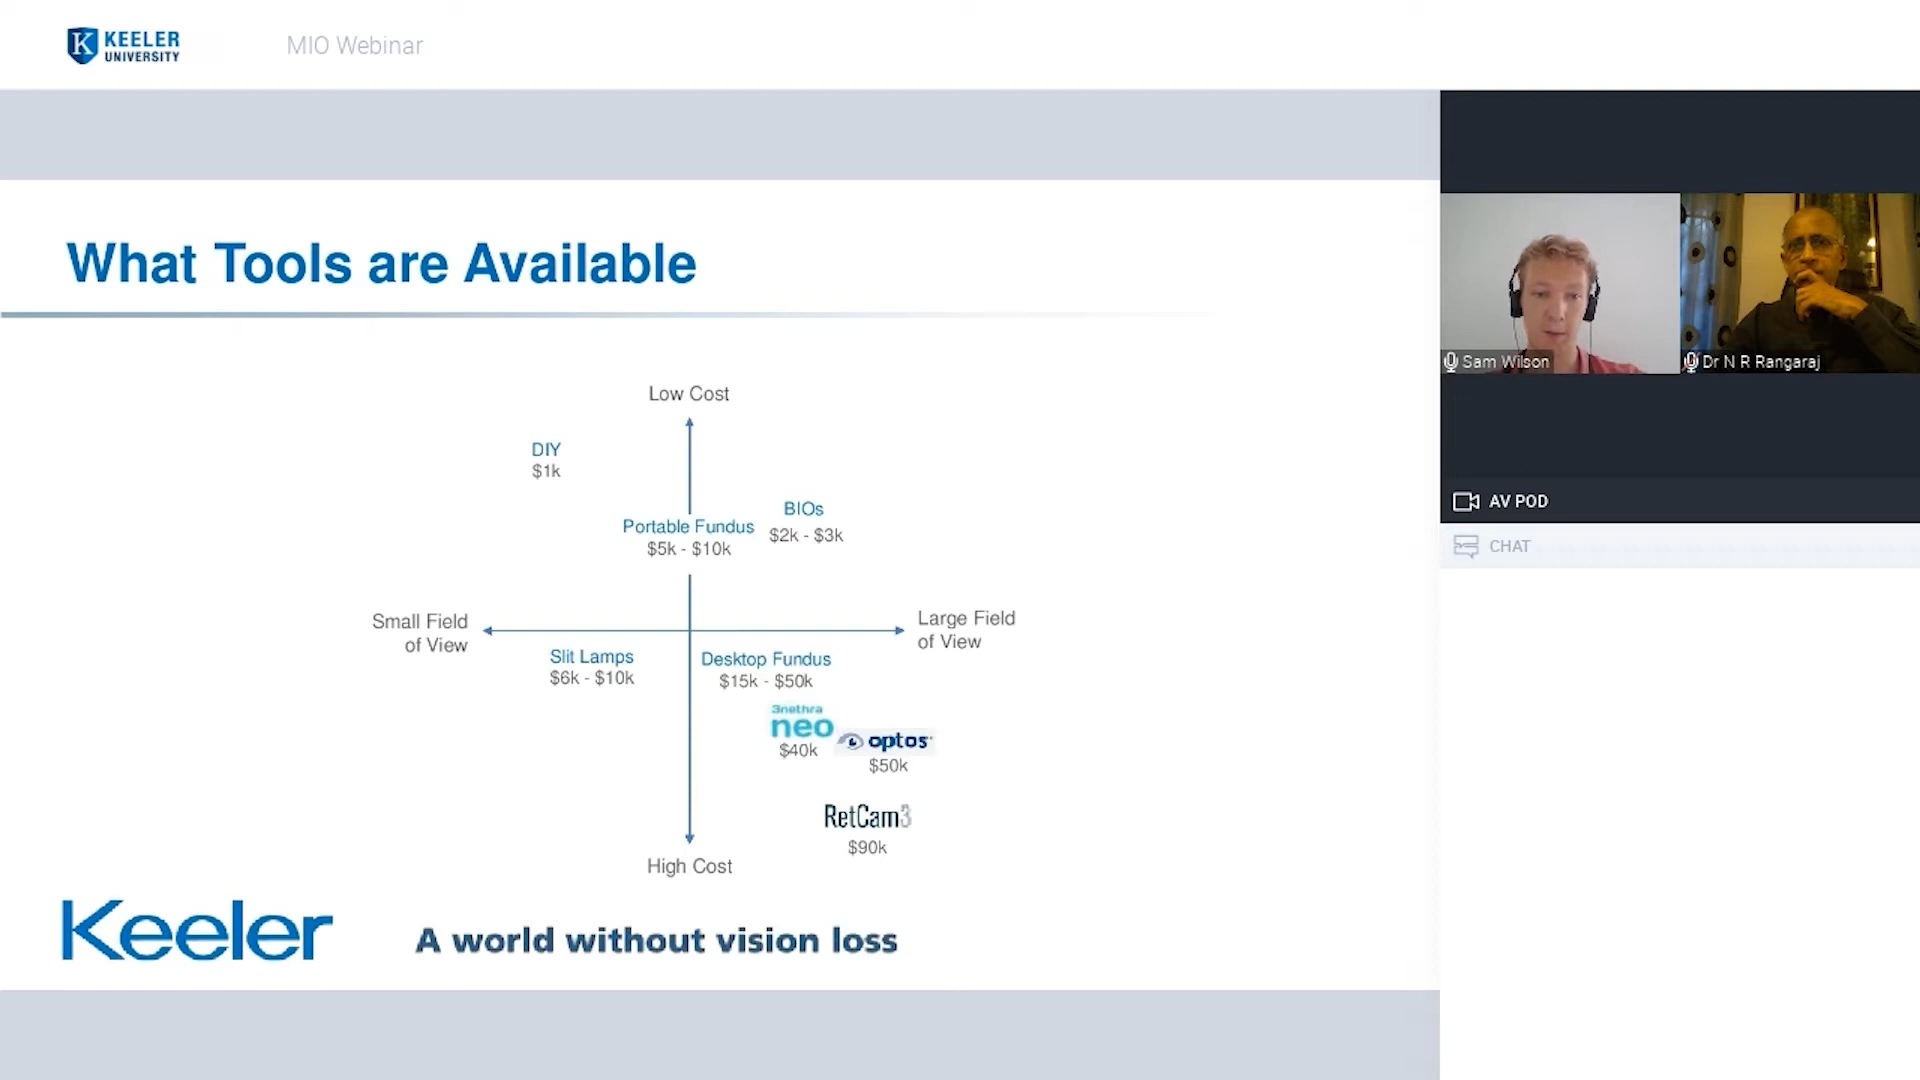 KEELER
UNIVERSITY
MIO Webinar
What Tools are Available
Low Cost
DIY
$1k
BIOs
$2k - $3k
Portable Fundus
$5k - $10k
Small Field
of View
Large Field
of View
Slit Lamps
$6k - $10k
Desktop Fundus
$15k - $50k
3nethra
neo
$40k
optos
$50k
RetCam3
$90k
High Cost
Keeler
A world without vision loss
Sam Wilson
Dr N R Rangaraj
AV POD
CHAT